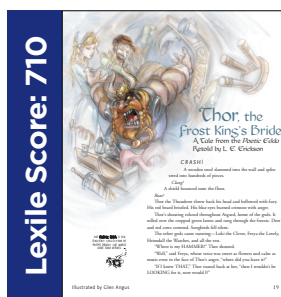 Lexile Score: 710
Thor, the
Frost King's Bride
A Tale from the Poetic Edda
Retold by L. E. Erickson
CRASH!
A wooden stool slammed into the wall and splin-
tered into hundreds of pieces.
Clang!
A shield bounced onto the floor.
Roar!
Thor the Thunderer threw back his head and bellowed with fury.
His red beard bristled. His blue eyes burned crimson with anger.
Thor's shouting echoed throughout Asgard, home of the gods. It
rolled over the cropped green lawns and rang through the forests. Deer
and red cows cowered. Songbirds fell silent.
The other gods came running—Loki the Clever, Freya the Lovely,
Heimdall the Watcher, and all the rest.
"Where is my HAMMER?" Thor shouted.
"Well," said Freya, whose voice was sweet as flowers and calm as
moon even in the face of Thor's anger, "where did you leave it?"
"If I knew THAT," Thor roared back at her, "then I wouldn't be
LOOKING for it, now would I?"
Illustrated by Glen Angus
19